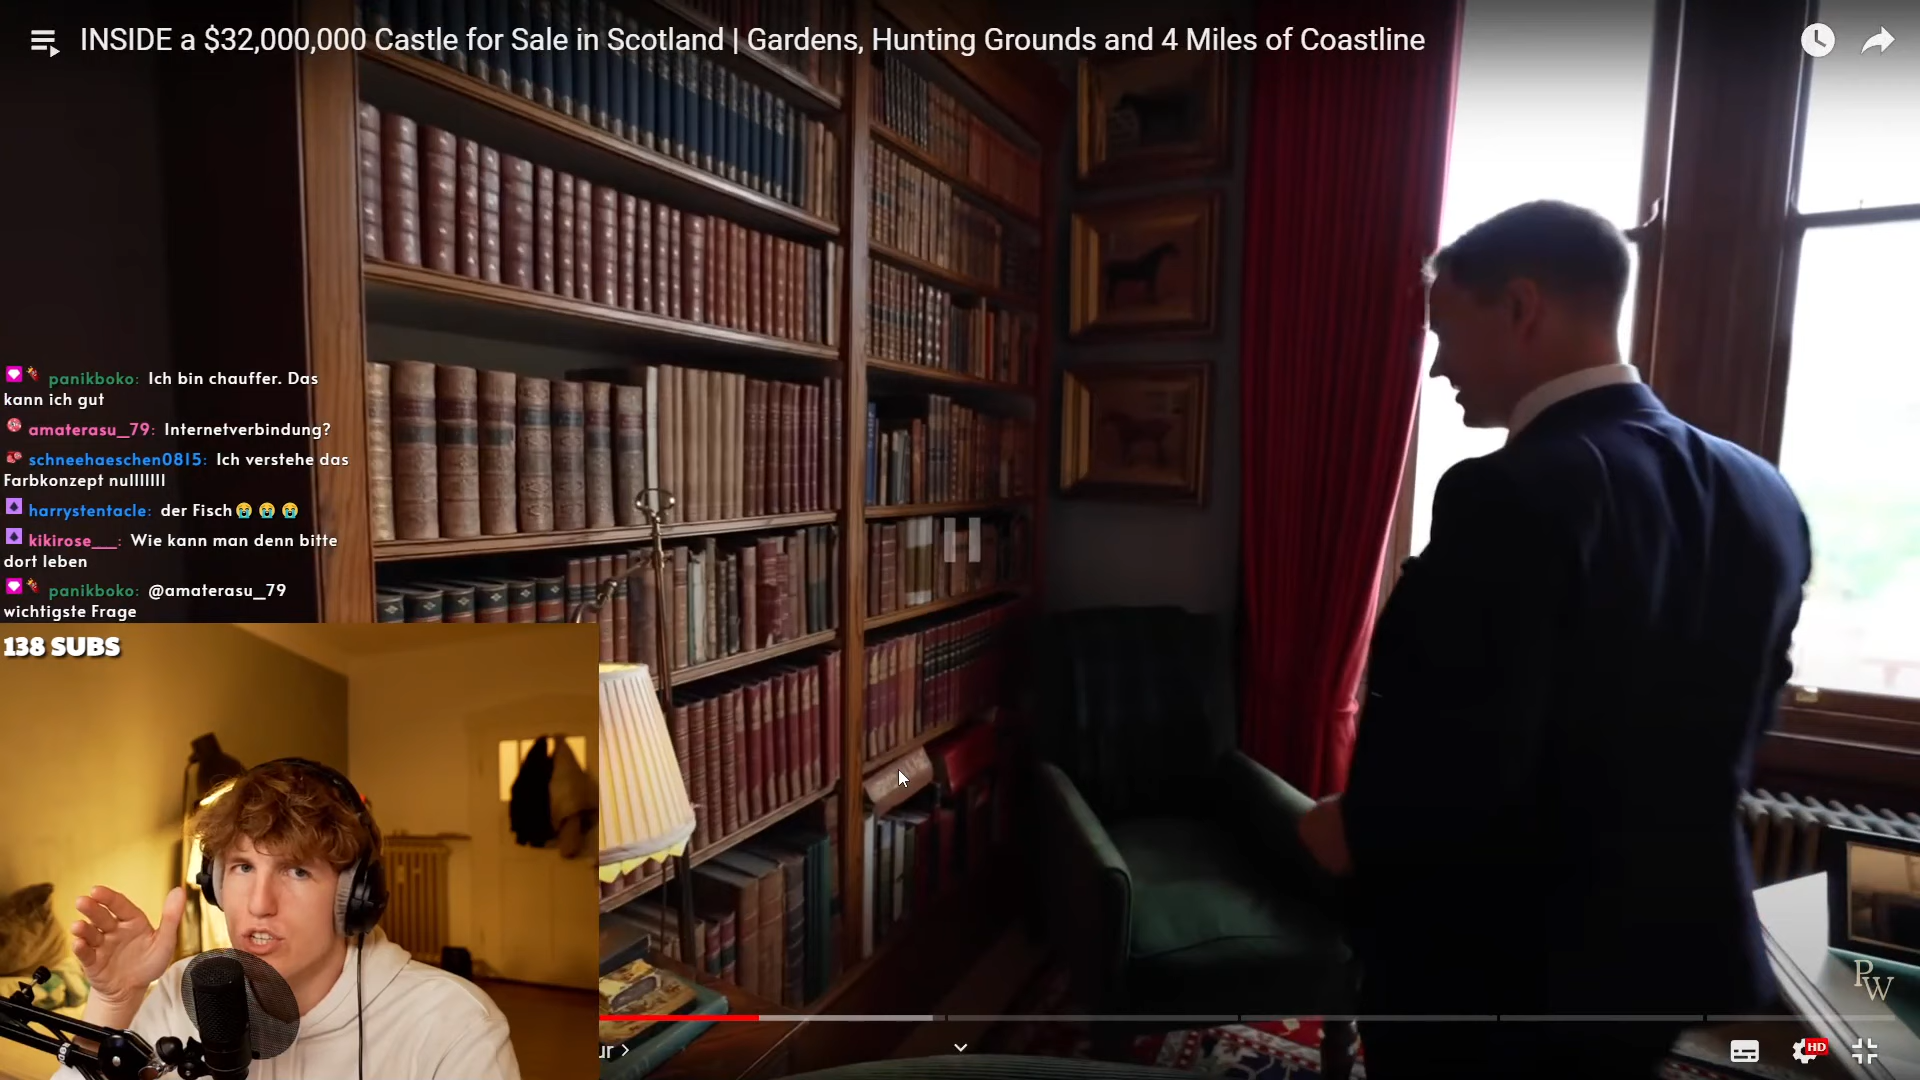 INSIDE a $32,000,000 Castle for Sale in Scotland | Gardens, Hunting Grounds and 4 Miles of Coastline
panikboko: Ich bin chauffer. Das
kann ich gut
amaterasu_79: Internetverbindung?
schneehaeschen0815: Ich verstehe das
Farbkonzept nulllllll
harrystentacle: der Fisch😭😭😭
kikirose__: Wie kann man denn bitte
dort leben
panikboko: @amaterasu_79
wichtigste Frage
138 SUBS
PW
ur >
HD